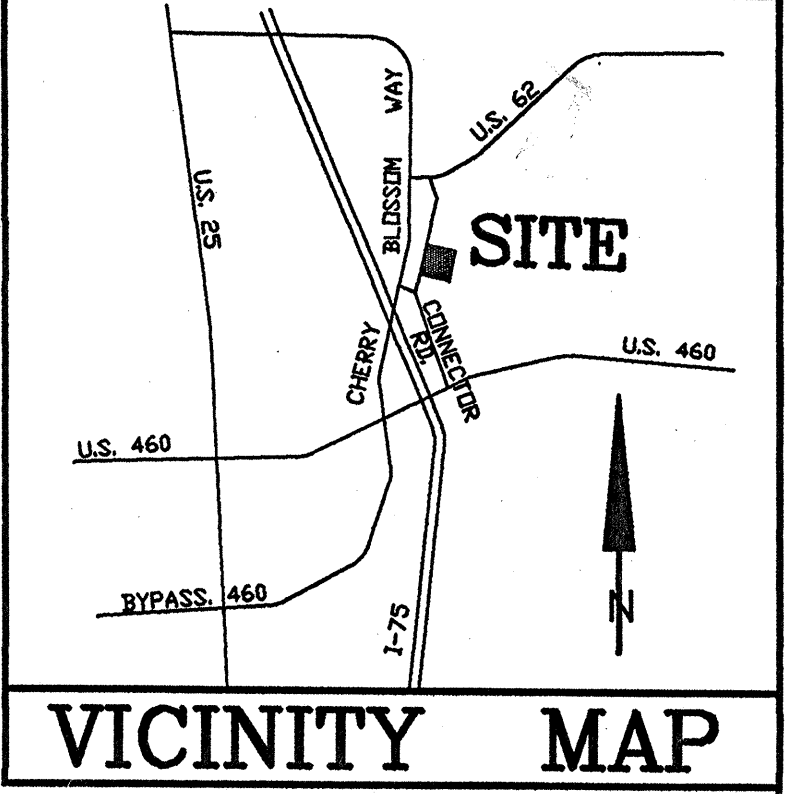 WAY
U.S. 62
BLOSSOM
U.S. 25
SITE
CONNECTOR
RD.
CHERRY
U.S. 460
U.S. 460
BYPASS. 460
I-75
N
VICINITY MAP